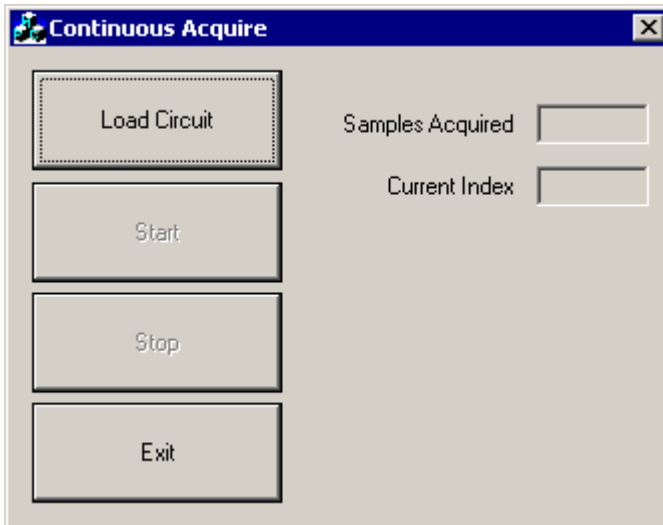 Continuous Acquire
Load Circuit
Start
Stop
Exit
Samples Acquired
Current Index